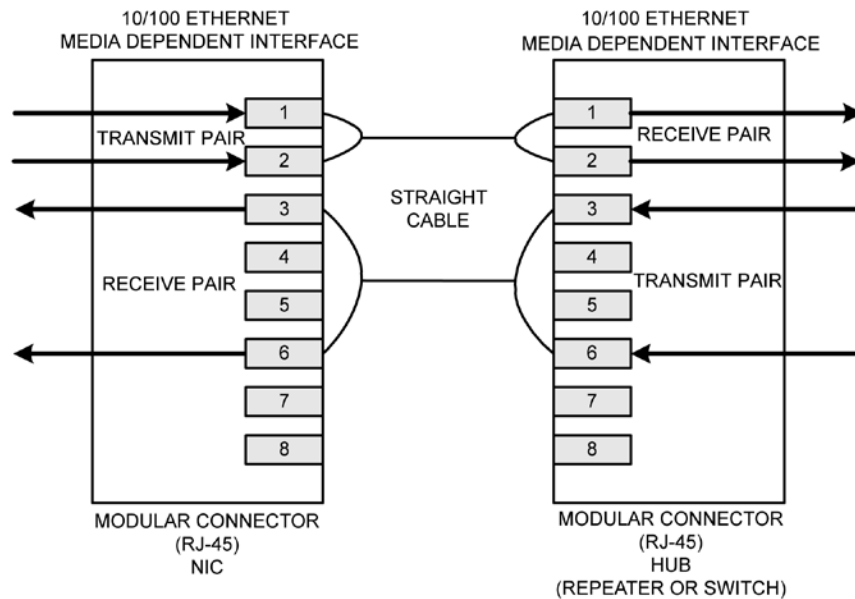 10/100 ETHERNET
MEDIA DEPENDENT INTERFACE
10/100 ETHERNET
MEDIA DEPENDENT INTERFACE
1
TRANSMIT PAIR
2
3
4
RECEIVE PAIR
5
6
7
8
STRAIGHT
CABLE
1
RECEIVE PAIR
2
3
4
TRANSMIT PAIR
5
6
7
8
MODULAR CONNECTOR
(RJ-45)
NIC
MODULAR CONNECTOR
(RJ-45)
HUB
(REPEATER OR SWITCH)